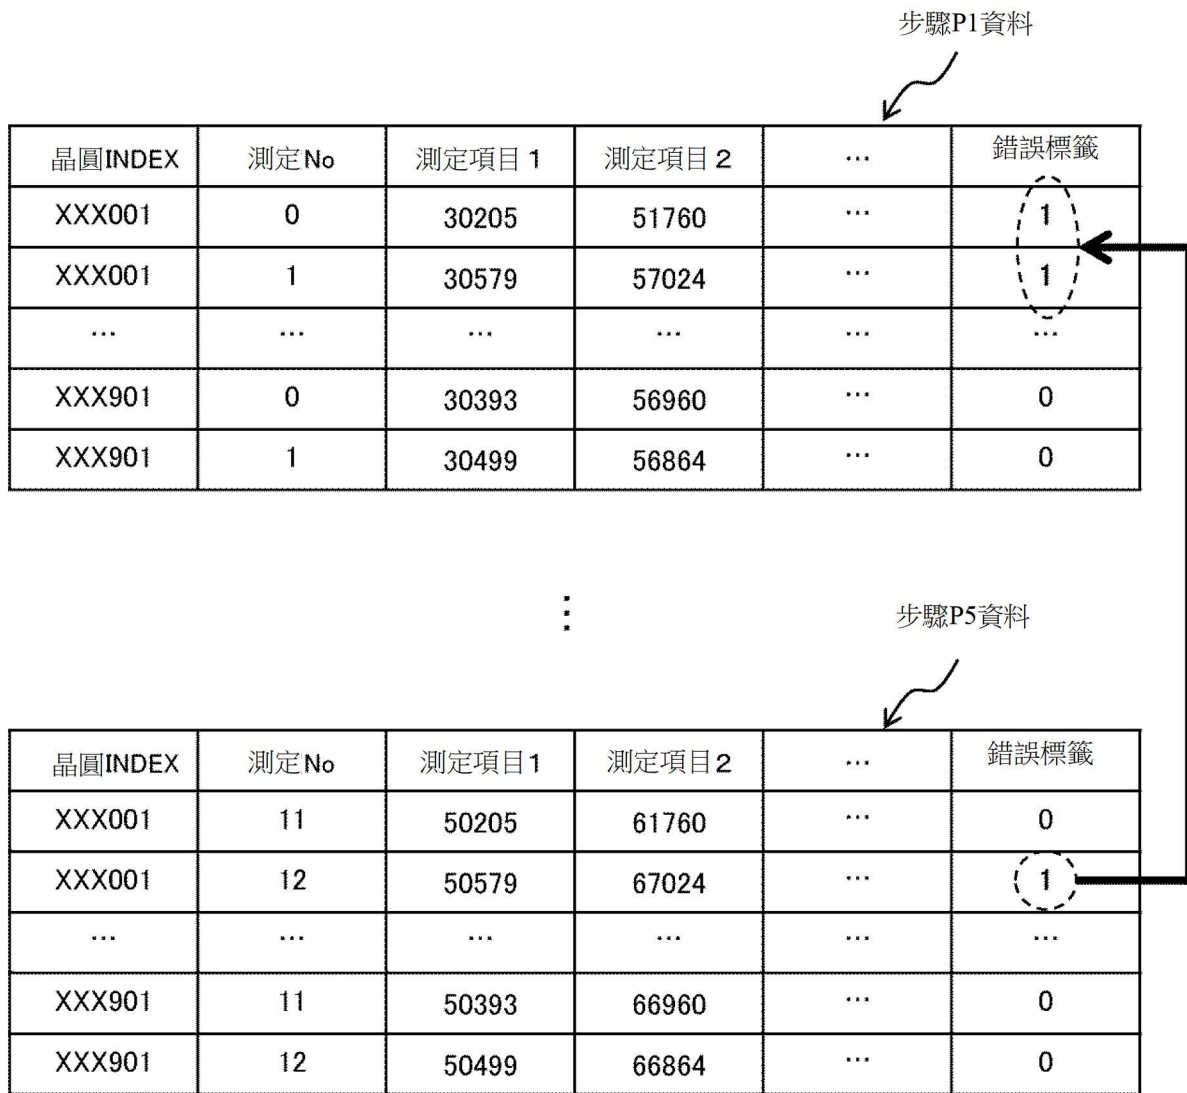 步驟P1資料
晶圓INDEX 測定No 測定項目1 測定項目2 … 錯誤標籤
XXX001 0 30205 51760 … 1
XXX001 1 30579 57024 … 1
… … … … … …
XXX901 0 30393 56960 … 0
XXX901 1 30499 56864 … 0
⋮
步驟P5資料
晶圓INDEX 測定No 測定項目1 測定項目2 … 錯誤標籤
XXX001 11 50205 61760 … 0
XXX001 12 50579 67024 … 1
… … … … … …
XXX901 11 50393 66960 … 0
XXX901 12 50499 66864 … 0